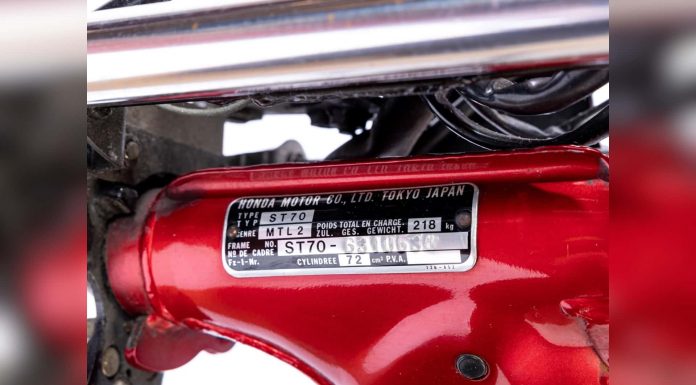 HONDA MOTOR CO., LTD. TOKYO JAPAN
TYPE
TYP ST70
GENRE MTL2 POIDS TOTAL EN CHARGE. ZUL. GES. GEWICHT. 218 kg
FRAME NO.
Nº DE CADRE ST70-
Fz-I-Nr.
CYLINDREE 72 cm³ P.V.A.